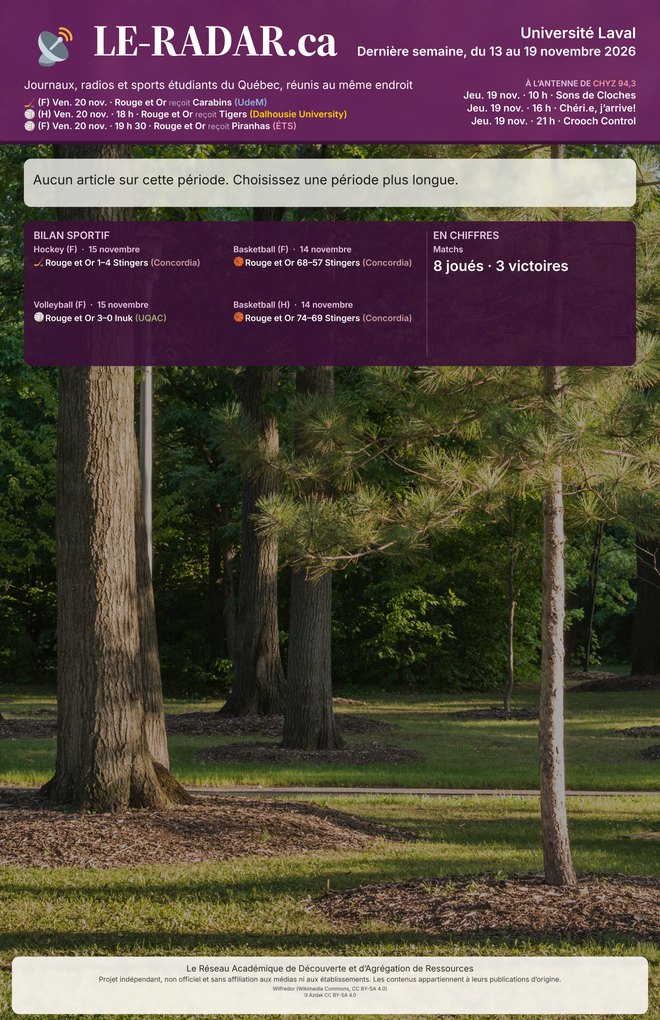 LE-RADAR.ca
Université Laval
Dernière semaine, du 13 au 19 novembre 2026
Journaux, radios et sports étudiants du Québec, réunis au même endroit
(F) Ven. 20 nov. · Rouge et Or reçoit Carabins (UdeM)
(H) Ven. 20 nov. · 18 h · Rouge et Or reçoit Tigers (Dalhousie University)
(F) Ven. 20 nov. · 19 h 30 · Rouge et Or reçoit Piranhas (ÉTS)
À L'ANTENNE DE CHYZ 94,3
Jeu. 19 nov. · 10 h · Sons de Cloches
Jeu. 19 nov. · 16 h · Chéri.e, j'arrive!
Jeu. 19 nov. · 21 h · Crooch Control
Aucun article sur cette période. Choisissez une période plus longue.
BILAN SPORTIF
Hockey (F) · 15 novembre
Rouge et Or 1–4 Stingers (Concordia)
Basketball (F) · 14 novembre
Rouge et Or 68–57 Stingers (Concordia)
Volleyball (F) · 15 novembre
Rouge et Or 3–0 Inuk (UQAC)
Basketball (H) · 14 novembre
Rouge et Or 74–69 Stingers (Concordia)
EN CHIFFRES
Matchs
8 joués · 3 victoires
Le Réseau Académique de Découverte et d'Agrégation de Ressources
Projet indépendant, non officiel et sans affiliation aux médias ni aux établissements. Les contenus appartiennent à leurs publications d'origine.
Wilfredor (Wikimedia Commons, CC BY-SA 4.0)
Azdak CC BY-SA 4.0